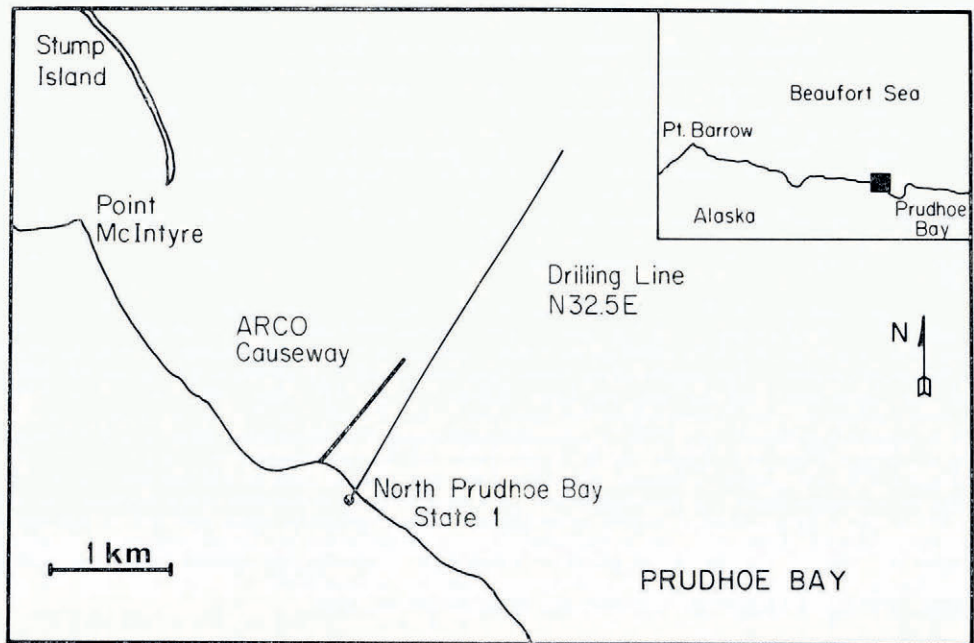 Stump
Island
Point
McIntyre
ARCO
Causeway
Drilling Line
N32.5E
North Prudhoe Bay
State 1
1 km
PRUDHOE BAY
N
Beaufort Sea
Pt. Barrow
Alaska
Prudhoe
Bay